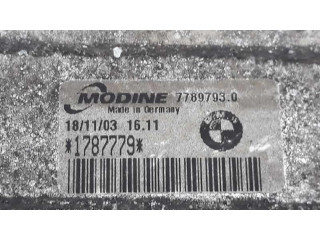 MODINE 7789793.0
Made in Germany
18/11/03 16.11
*1787779*
BMW